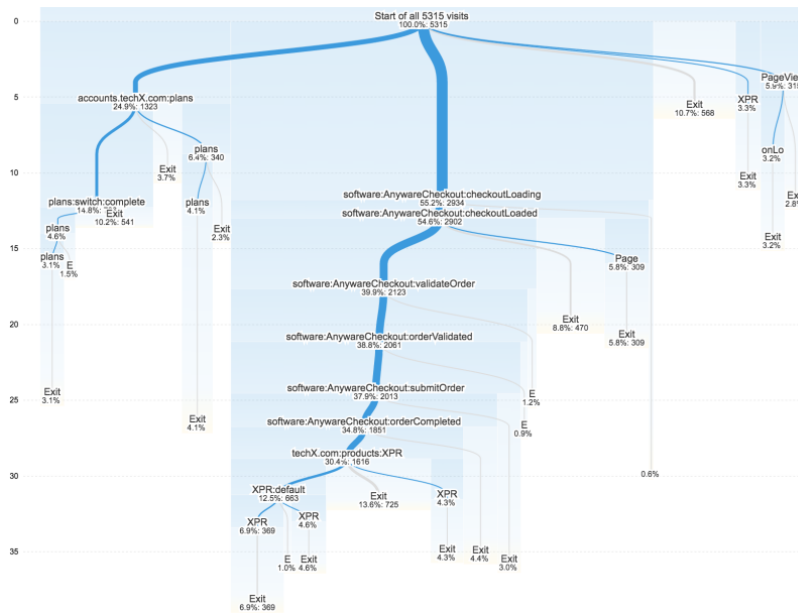 0
Start of all 5315 visits
100.0%: 5315
5
accounts.techX.com:plans
24.9%: 1323
Exit
10.7%: 568
XPR
3.3%
PageVie
5.9%: 315
10
plans
6.4%: 340
Exit
3.7%
onLo
3.2%
Exit
3.3%
Exit
2.8%
plans:switch:complete
14.8%:
Exit
10.2%: 541
plans
4.1%
software:AnywareCheckout:checkoutLoading
55.2%: 2934
software:AnywareCheckout:checkoutLoaded
54.6%: 2902
plans
4.6%
Exit
2.3%
Exit
3.2%
15
plans
3.1%
E
1.5%
Page
5.8%: 309
software:AnywareCheckout:validateOrder
39.9%: 2123
20
Exit
8.8%: 470
Exit
5.8%: 309
software:AnywareCheckout:orderValidated
38.8%: 2061
25
Exit
3.1%
software:AnywareCheckout:submitOrder
37.9%: 2013
E
1.2%
Exit
4.1%
software:AnywareCheckout:orderCompleted
34.8%: 1851
E
0.9%
techX.com:products:XPR
30.4%: 1616
30
0.6%
XPR:default
12.5%: 663
Exit
13.6%: 725
XPR
4.3%
XPR
6.9%: 369
XPR
4.6%
35
E
1.0%
Exit
4.6%
Exit
4.3%
Exit
4.4%
Exit
3.0%
Exit
6.9%: 369